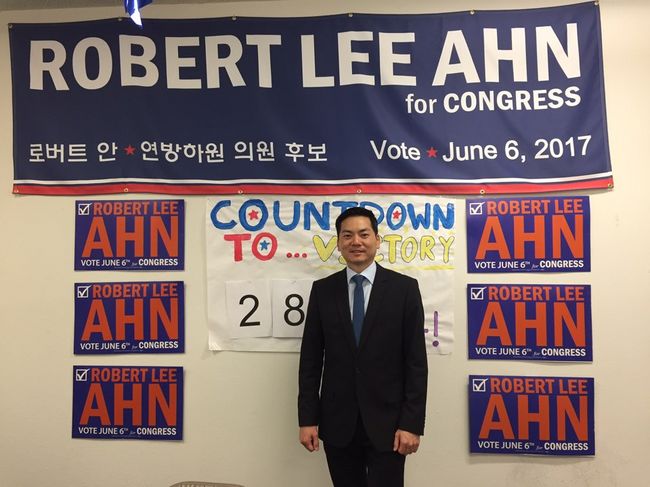 ROBERT LEE AHN
for CONGRESS
로버트 안 ★ 연방하원 의원 후보
Vote ★ June 6, 2017
COUNTDOWN
TO... VICTORY
28
!
ROBERT LEE
AHN
VOTE JUNE 6TH for CONGRESS
ROBERT LEE
AHN
VOTE JUNE 6TH for CONGRESS
ROBERT LEE
AHN
VOTE JUNE 6TH for CONGRESS
ROBERT LEE
AHN
VOTE JUNE 6TH for CONGRESS
ROBERT LEE
AHN
VOTE JUNE 6TH for CONGRESS
ROBERT LEE
AHN
VOTE JUNE 6TH for CONGRESS